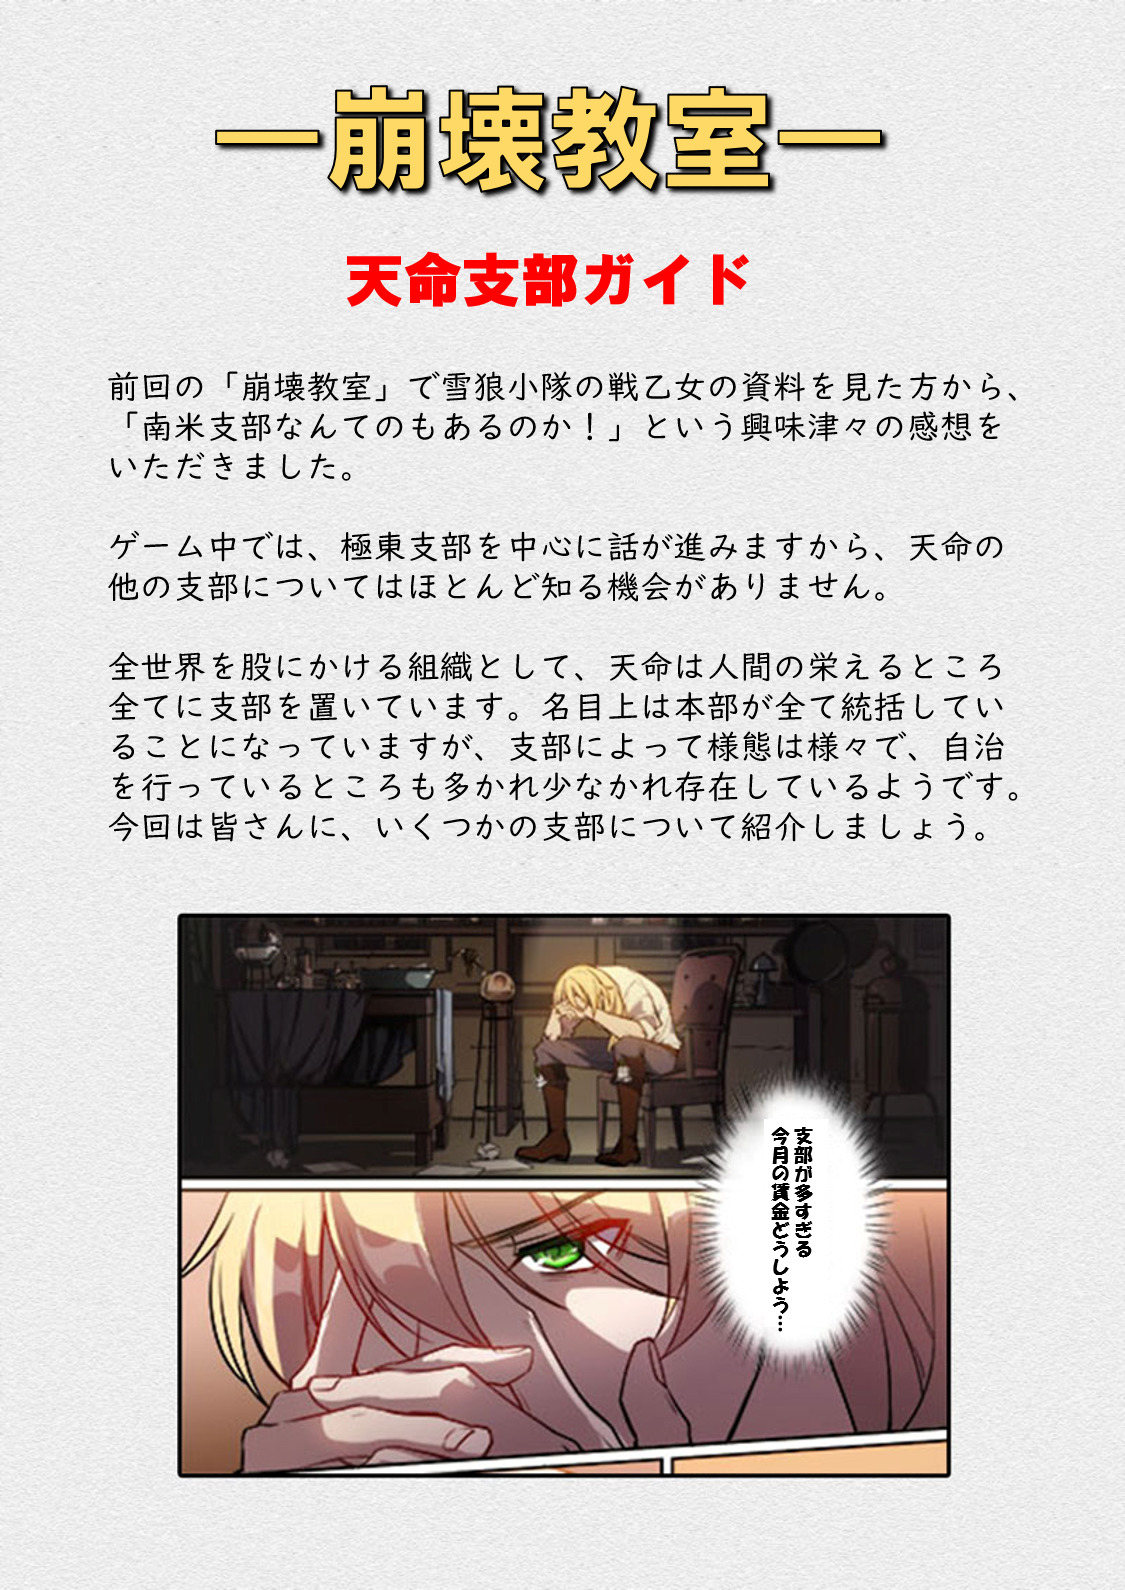 ―崩壊教室―
天命支部ガイド
前回の「崩壊教室」で雪狼小隊の戦乙女の資料を見た方から、
「南米支部なんてのもあるのか！」という興味津々の感想を
いただきました。
ゲーム中では、極東支部を中心に話が進みますから、天命の
他の支部についてはほとんど知る機会がありません。
全世界を股にかける組織として、天命は人間の栄えるところ
全てに支部を置いています。名目上は本部が全て統括してい
ることになっていますが、支部によって様態は様々で、自治
を行っているところも多かれ少なかれ存在しているようです。
今回は皆さんに、いくつかの支部について紹介しましょう。
支部が多すぎる
今月の賃金どうしよう…